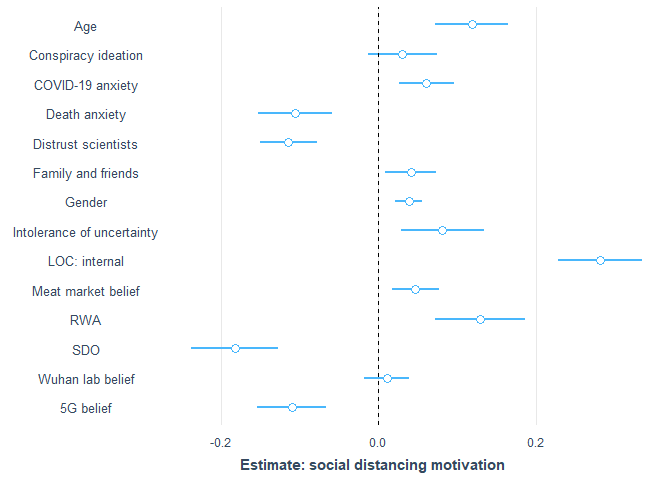 Age
Conspiracy ideation
COVID-19 anxiety
Death anxiety
Distrust scientists
Family and friends
Gender
Intolerance of uncertainty
LOC: internal
Meat market belief
RWA
SDO
Wuhan lab belief
5G belief
-0.2 0.0 0.2
Estimate: social distancing motivation